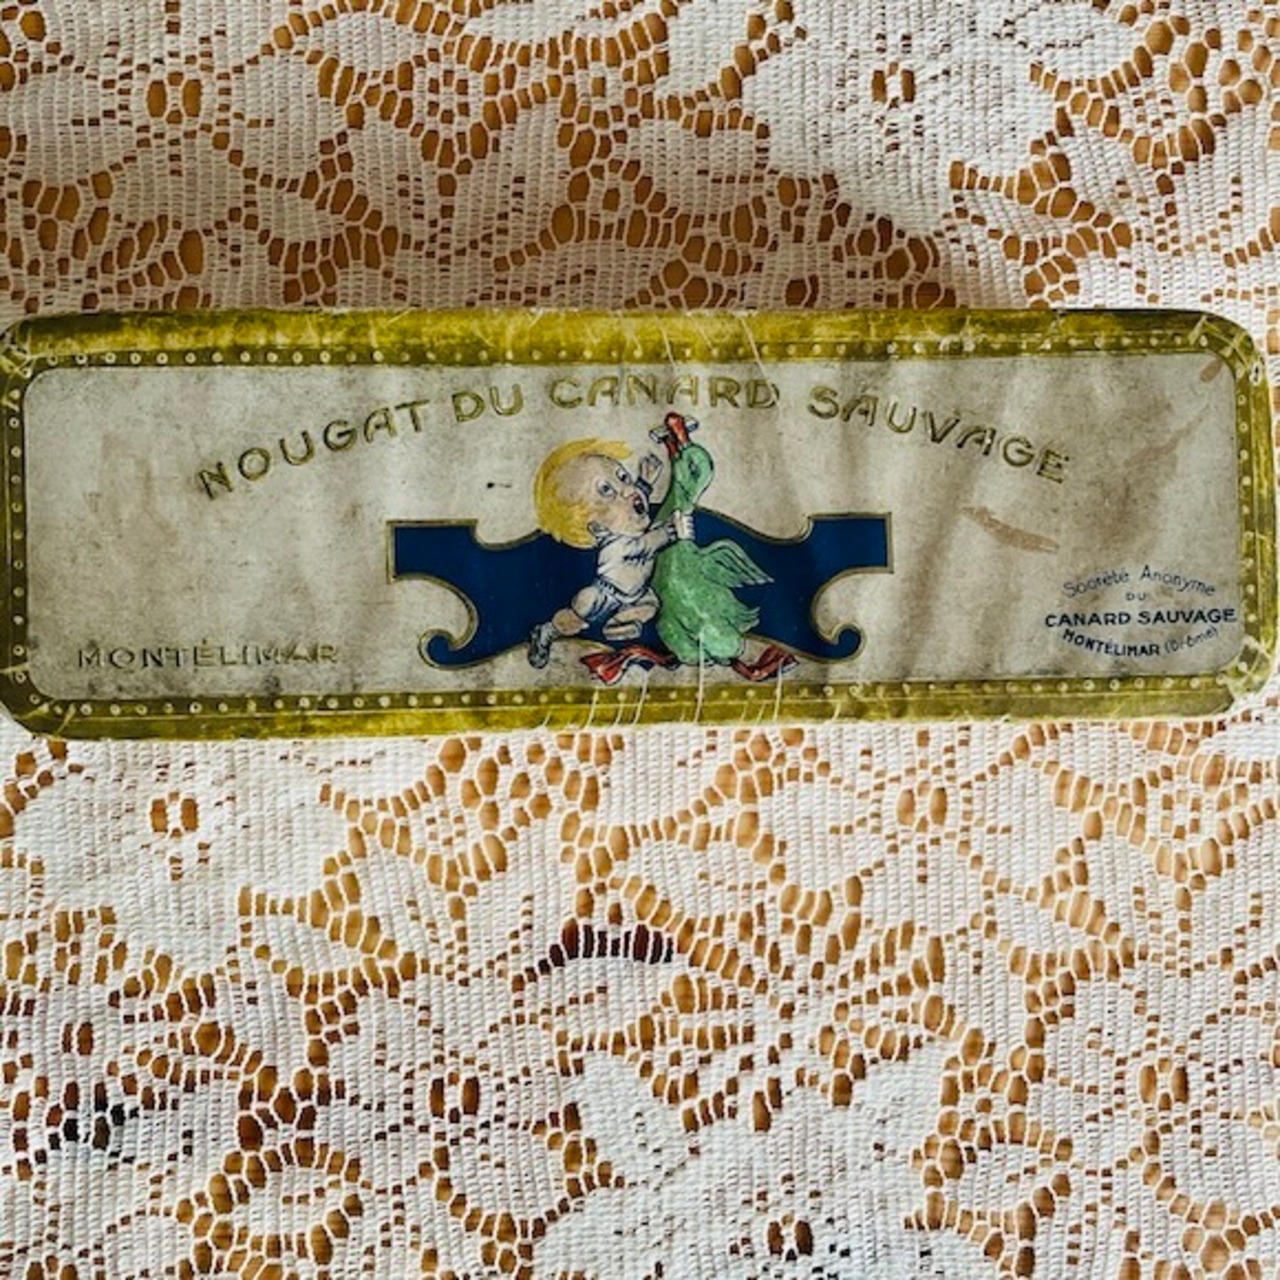 NOUGAT DU CANARD SAUVAGE
MONTÉLIMAR
Société Anonyme
DU
CANARD SAUVAGE
MONTÉLIMAR (Drôme)